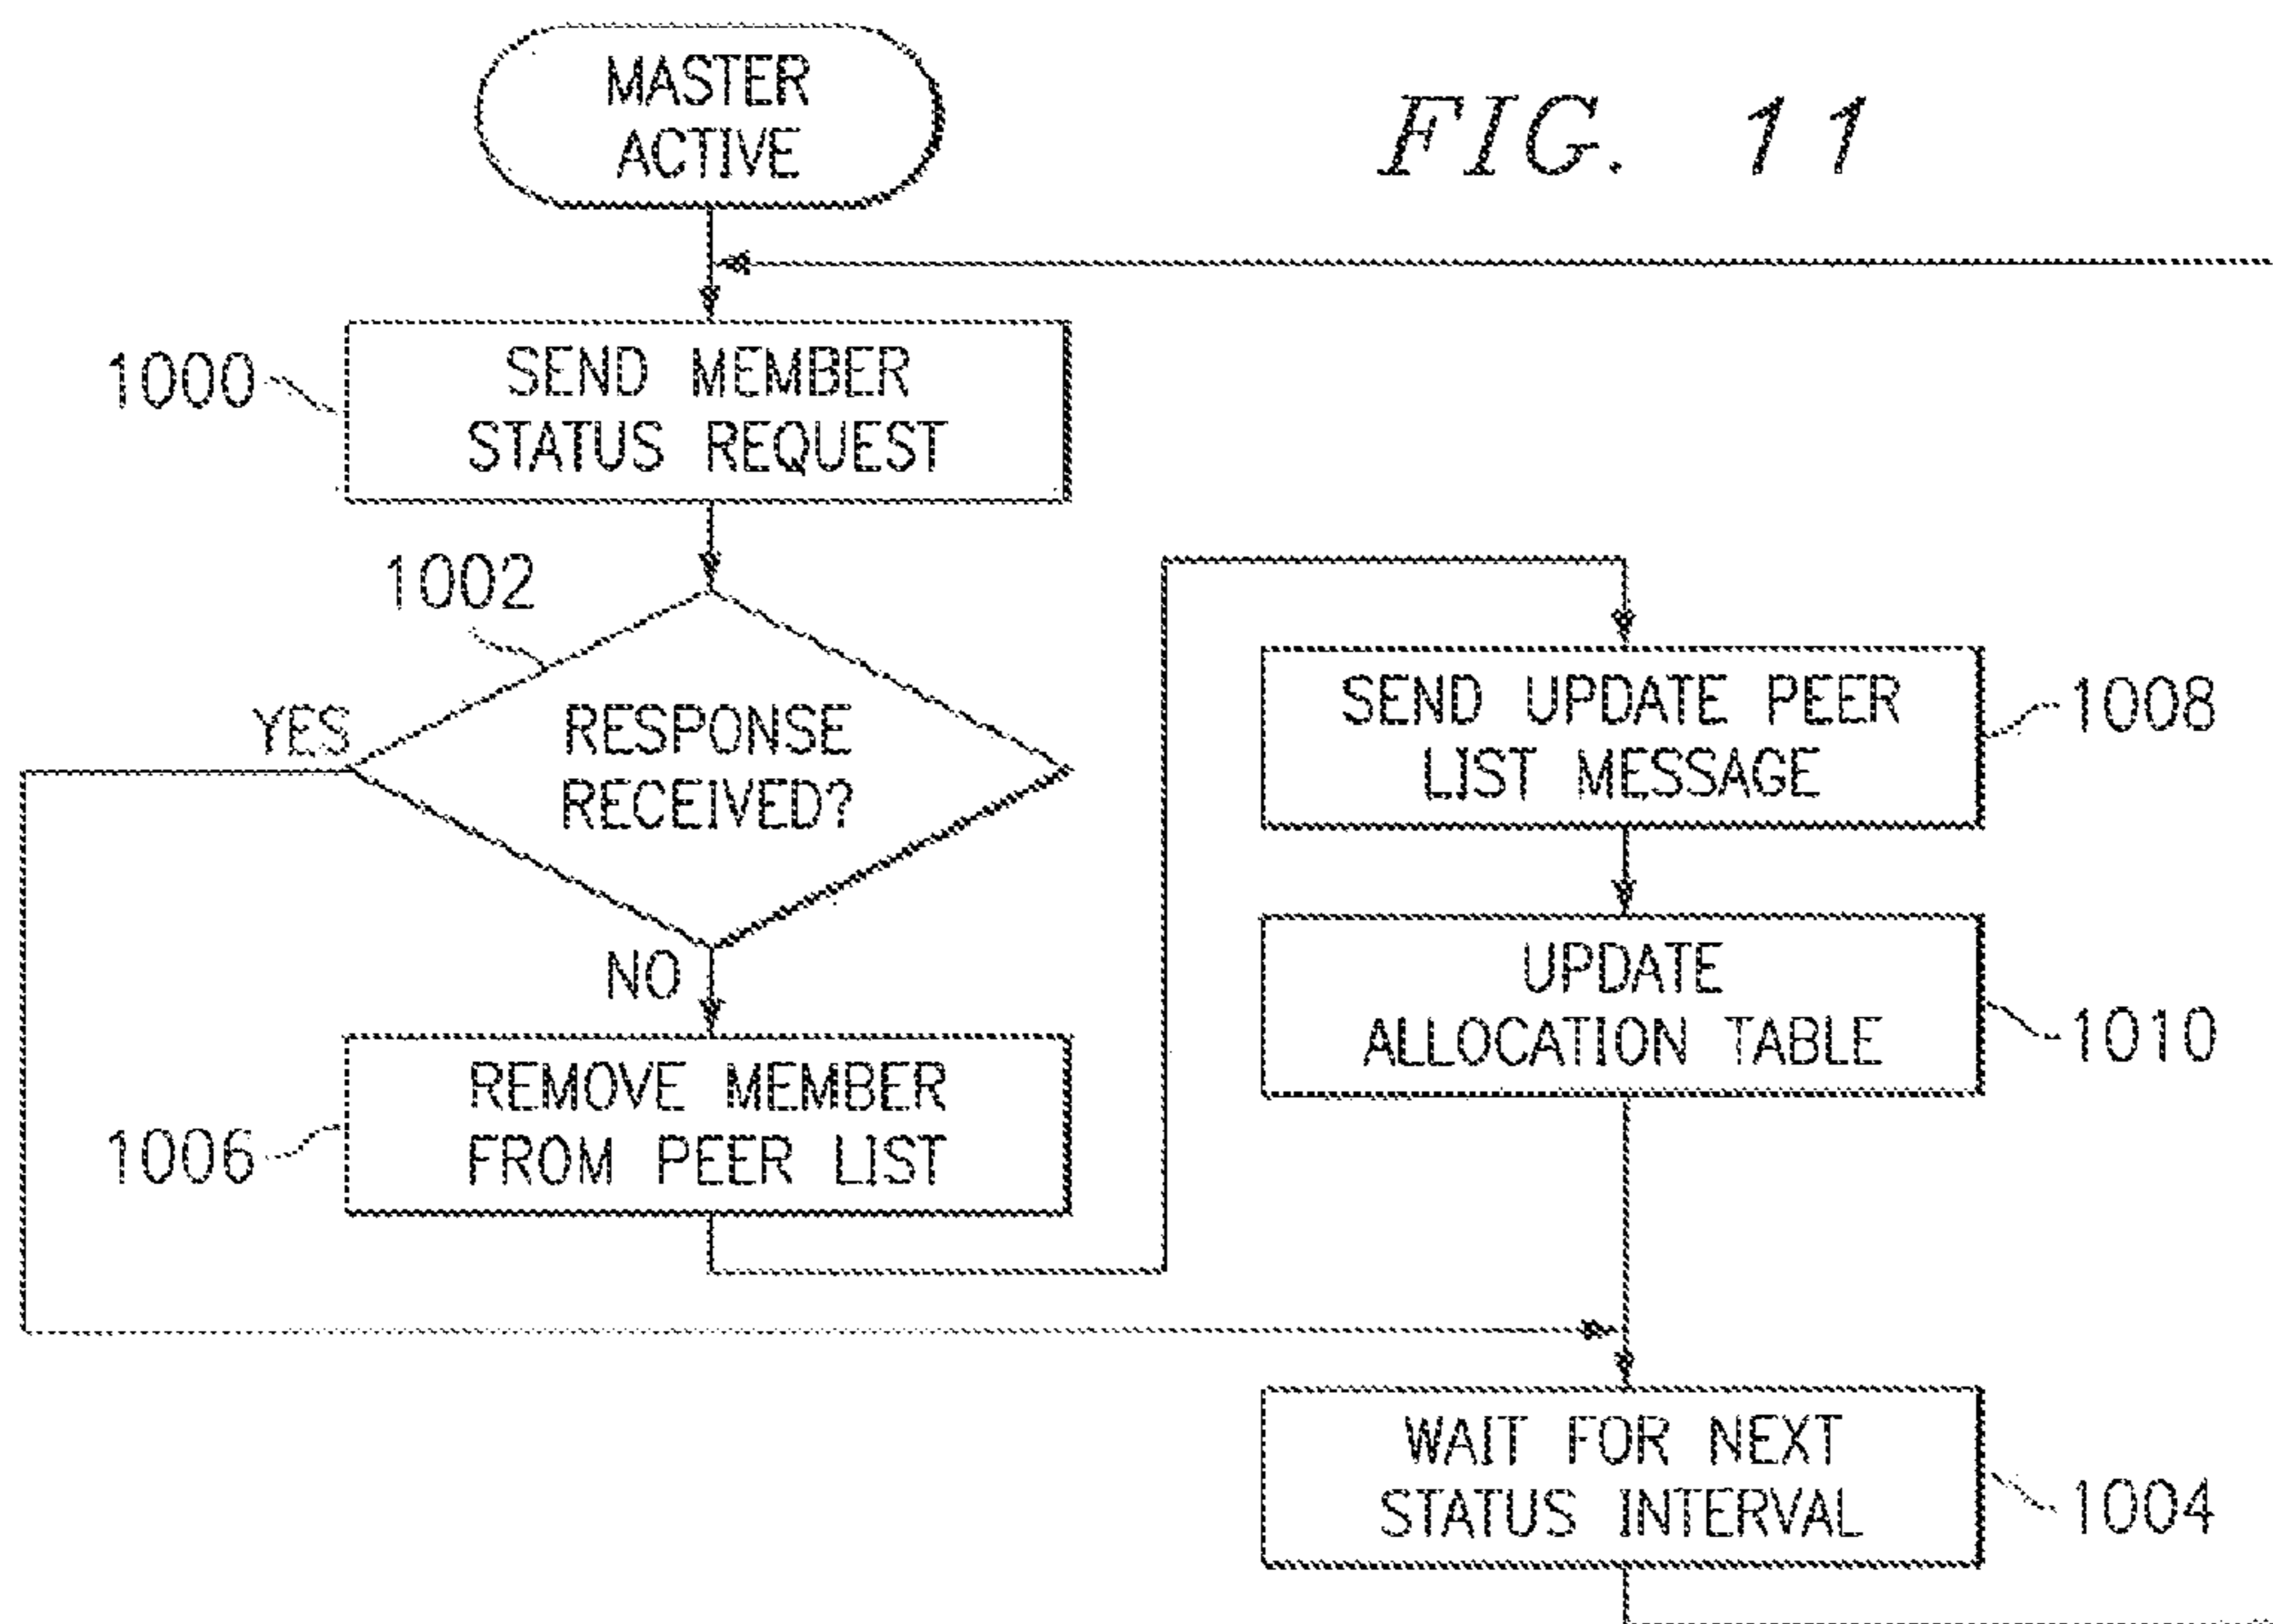 MASTER
ACTIVE
FIG. 11
1000
SEND MEMBER
STATUS REQUEST
1002
YES
RESPONSE
RECEIVED?
NO
1006
REMOVE MEMBER
FROM PEER LIST
SEND UPDATE PEER
LIST MESSAGE
1008
UPDATE
ALLOCATION TABLE
1010
WAIT FOR NEXT
STATUS INTERVAL
1004